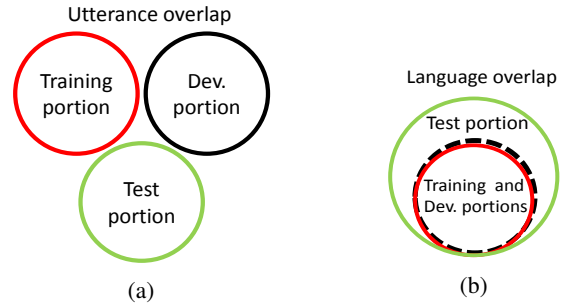 Utterance overlap
Training
portion
Dev.
portion
Test
portion
(a)
Language overlap
Test portion
Training and
Dev. portions
(b)